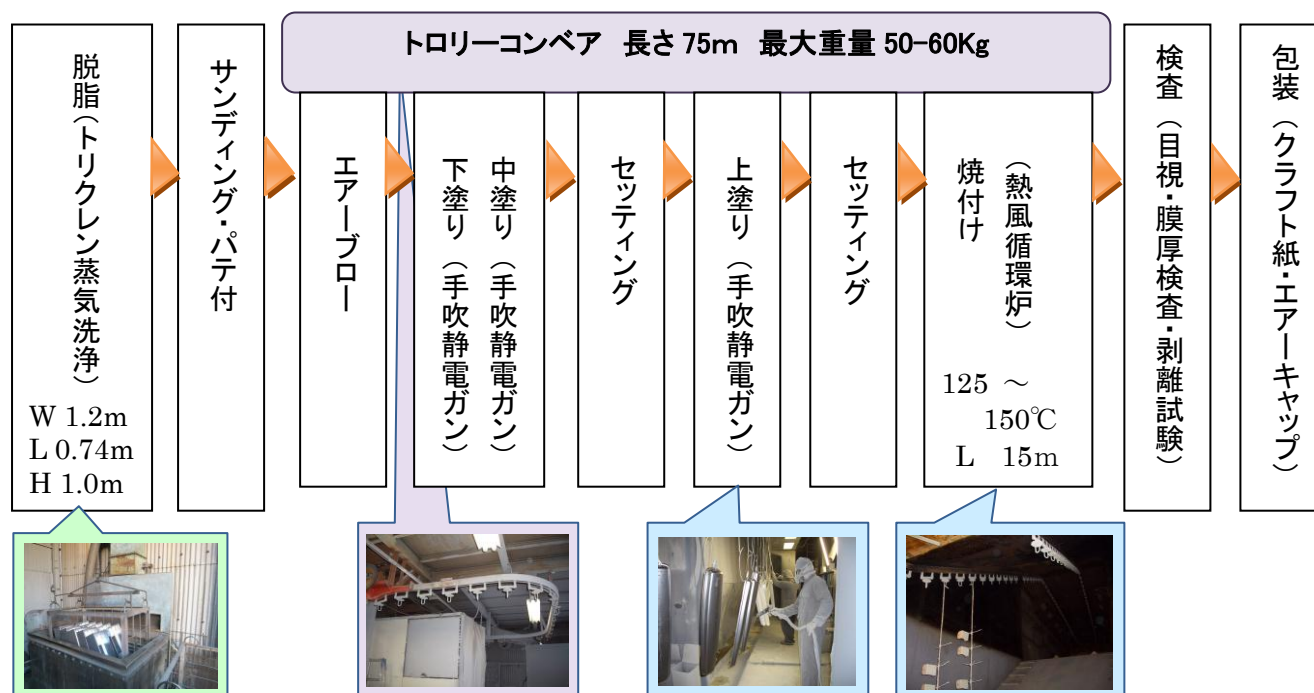 トロリーコンベア 長さ75m 最大重量50-60Kg
脱脂(トリクレン蒸気洗浄)
W 1.2m
L 0.74m
H 1.0m
サンディング・パテ付
エアーブロー
中塗り(手吹静電ガン)
下塗り(手吹静電ガン)
セッティング
上塗り(手吹静電ガン)
セッティング
(熱風循環炉)
焼付け
125 ~
150℃
L 15m
検査(目視・膜厚検査・剥離試験)
包装(クラフト紙・エアーキャップ)